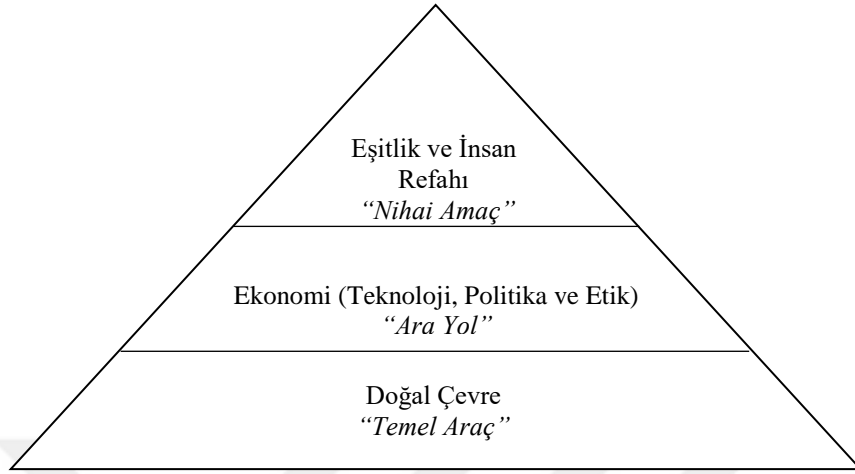 Eşitlik ve İnsan
Refahı
“Nihai Amaç”
Ekonomi (Teknoloji, Politika ve Etik)
“Ara Yol”
Doğal Çevre
“Temel Araç”